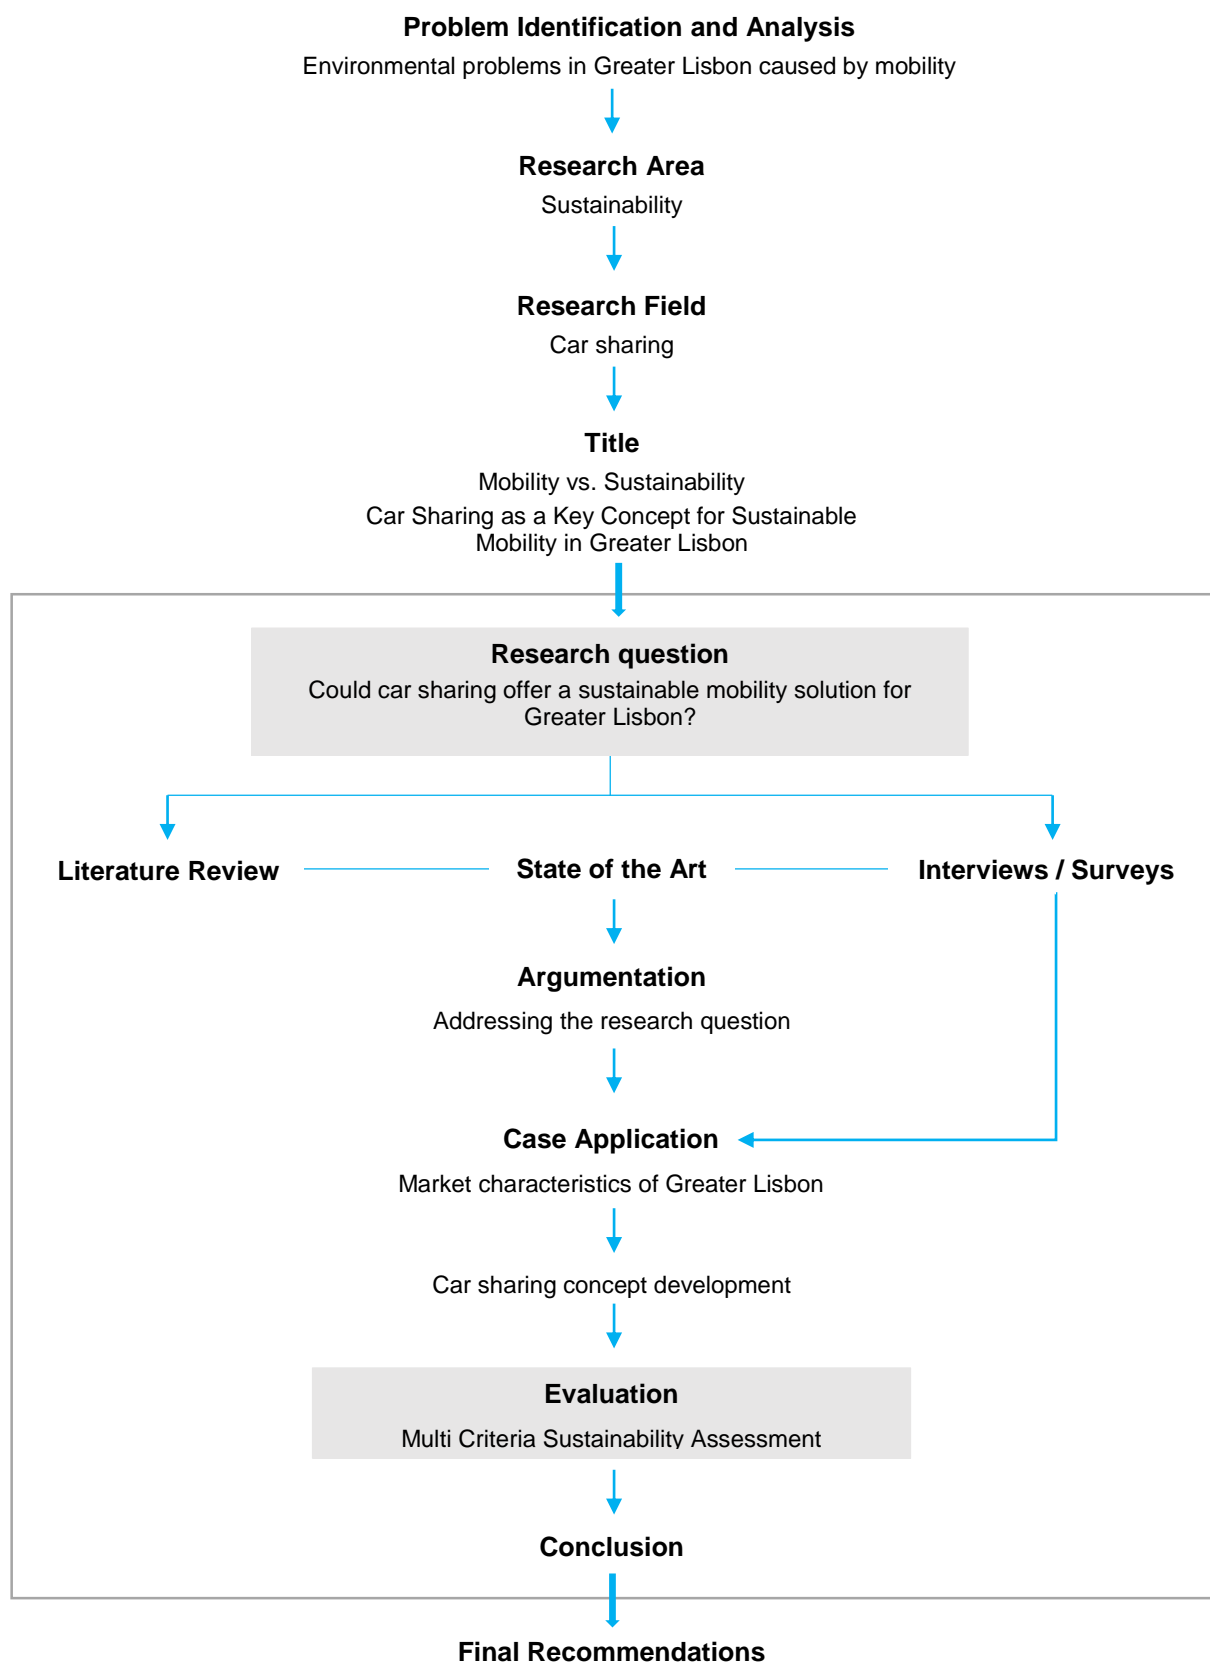 Problem Identification and Analysis
Environmental problems in Greater Lisbon caused by mobility
Research Area
Sustainability
Research Field
Car sharing
Title
Mobility vs. Sustainability
Car Sharing as a Key Concept for Sustainable
Mobility in Greater Lisbon
Research question
Could car sharing offer a sustainable mobility solution for
Greater Lisbon?
Literature Review
State of the Art
Interviews / Surveys
Argumentation
Addressing the research question
Case Application
Market characteristics of Greater Lisbon
Car sharing concept development
Evaluation
Multi Criteria Sustainability Assessment
Conclusion
Final Recommendations